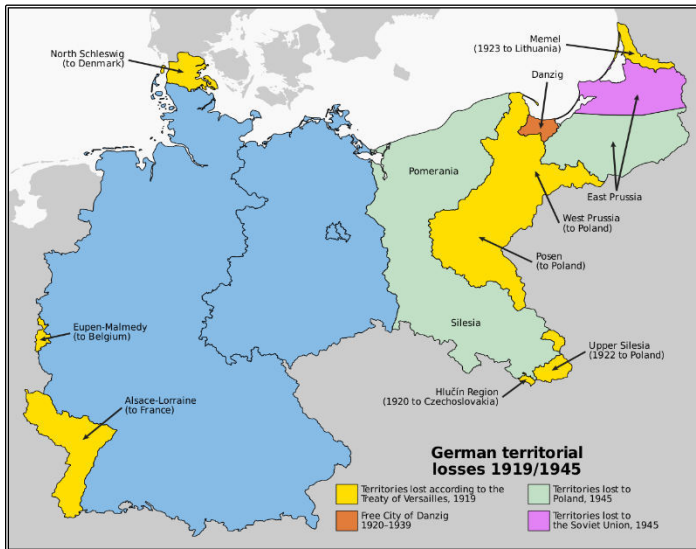 North Schleswig
(to Denmark)
Memel
(1923 to Lithuania)
Danzig
Pomerania
East Prussia
West Prussia
(to Poland)
Posen
(to Poland)
Silesia
Eupen-Malmedy
(to Belgium)
Upper Silesia
(1922 to Poland)
Hlučín Region
(1920 to Czechoslovakia)
Alsace-Lorraine
(to France)
German territorial
losses 1919/1945
Territories lost according to the
Treaty of Versailles, 1919
Free City of Danzig
1920–1939
Territories lost to
Poland, 1945
Territories lost to
the Soviet Union, 1945